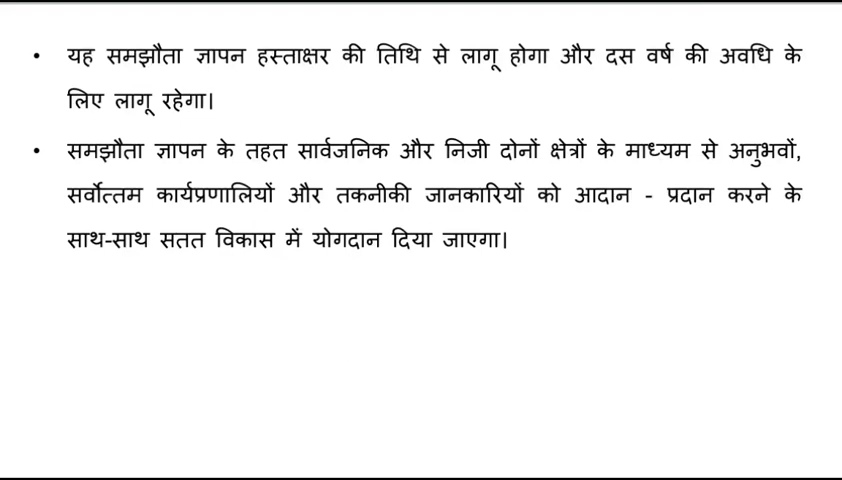 • यह समझौता ज्ञापन हस्ताक्षर की तिथि से लागू होगा और दस वर्ष की अवधि के
लिए लागू रहेगा।
• समझौता ज्ञापन के तहत सार्वजनिक और निजी दोनों क्षेत्रों के माध्यम से अनुभवों,
सर्वोत्तम कार्यप्रणालियों और तकनीकी जानकारियों को आदान - प्रदान करने के
साथ-साथ सतत विकास में योगदान दिया जाएगा।